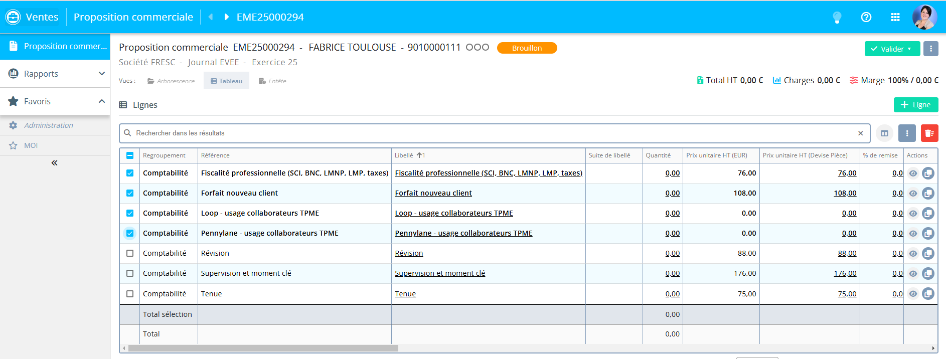 Ventes Proposition commerciale EME25000294
Proposition commer...
Rapports
Favoris
Administration
MOI
Proposition commerciale EME25000294 - FABRICE TOULOUSE - 9010000111 Brouillon
Valider
Société FRESC - Journal EVEE - Exercice 25
Vues : Arborescence Tableau Entête
Total HT 0,00 € Charges 0,00 € Marge 100% / 0,00 €
Lignes
+ Ligne
Rechercher dans les résultats
Regroupement Référence Libellé 1 Suite de libellé Quantité Prix unitaire HT (EUR) Prix unitaire HT (Devise Pièce) % de remise Actions
Comptabilité Fiscalité professionnelle (SCI, BNC, LMNP, LMP, taxes) Fiscalité professionnelle (SCI, BNC, LMNP, LMP, taxes) 0,00 76.00 76,00 0,0
Comptabilité Forfait nouveau client Forfait nouveau client 0,00 108.00 108,00 0,0
Comptabilité Loop - usage collaborateurs TPME Loop - usage collaborateurs TPME 0,00 0.00 0,00 0,0
Comptabilité Pennylane - usage collaborateurs TPME Pennylane - usage collaborateurs TPME 0,00 0.00 0,00 0,0
Comptabilité Révision Révision 0,00 88.00 88,00 0,0
Comptabilité Supervision et moment clé Supervision et moment clé 0,00 176,00 176,00 0,0
Comptabilité Tenue Tenue 0,00 75,00 75,00 0,0
Total sélection 0,00
Total 0,00